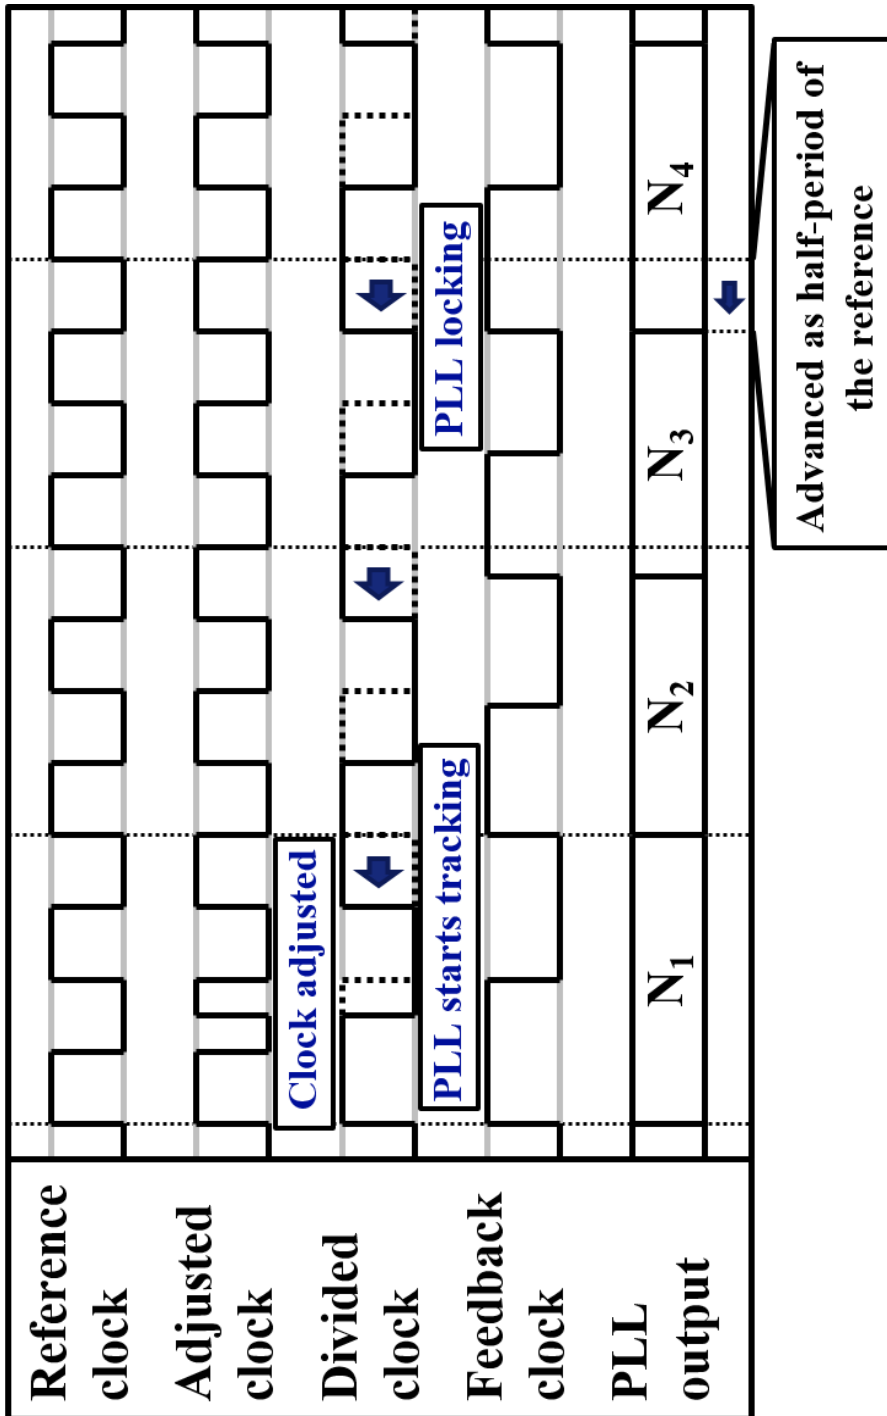 Reference
clock
Adjusted
clock
Divided
clock
Feedback
clock
PLL
output
Clock adjusted
PLL starts tracking
PLL locking
N₁
N₂
N₃
N₄
Advanced as half-period of
the reference